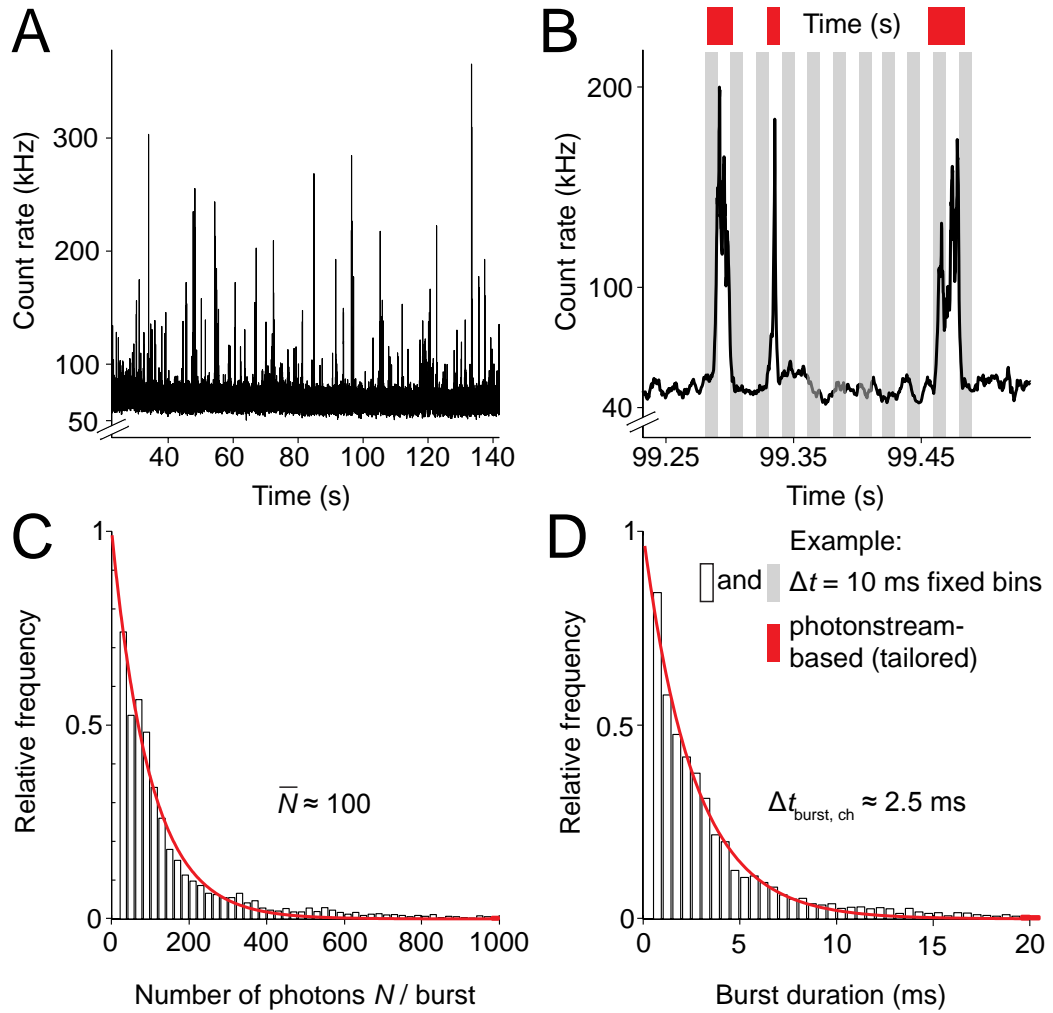 A
Count rate (kHz)
300
200
100
50
40 60 80 100 120 140
Time (s)
B
Time (s)
Count rate (kHz)
200
100
40
99.25 99.35 99.45
Time (s)
C
Relative frequency
1
0.5
0
N ≈ 100
0 200 400 600 800 1000
Number of photons N / burst
D
Relative frequency
1
0.5
0
Example:
and Δt = 10 ms fixed bins
photonstream-
based (tailored)
Δt burst, ch ≈ 2.5 ms
0 5 10 15 20
Burst duration (ms)